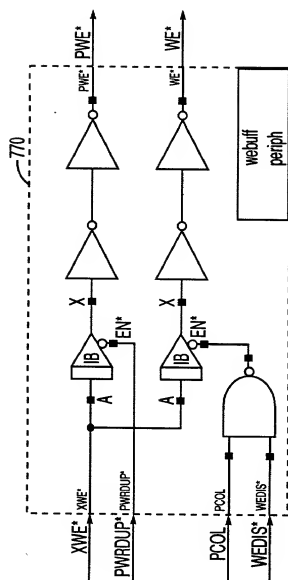 770
XWE*
XWE*
A
IB
X
EN*
PWE*
PWE*
PWRDUP*
PWRDUP*
A
IB
X
EN*
WE*
WE*
PCOL
PCOL
WEDIS*
WEDIS*
webuff
periph